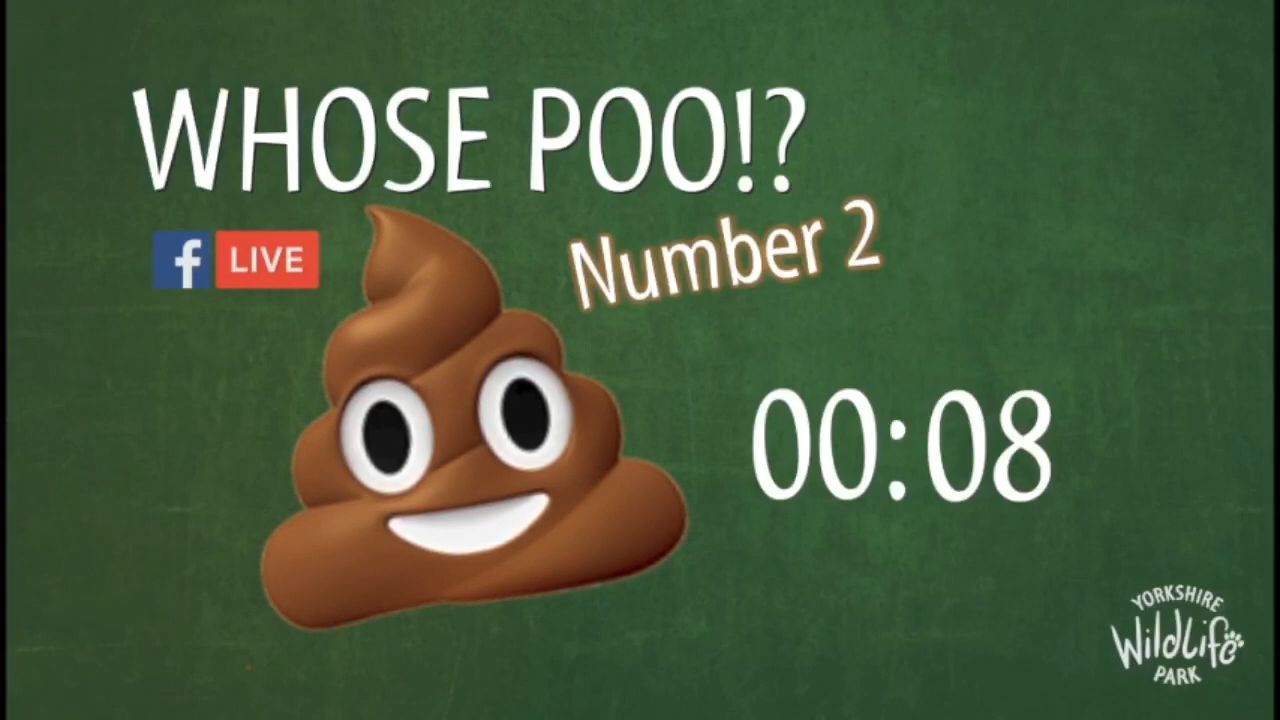 WHOSE POO!?
f LIVE
Number 2
00:08
YORKSHIRE
WildLife
PARK